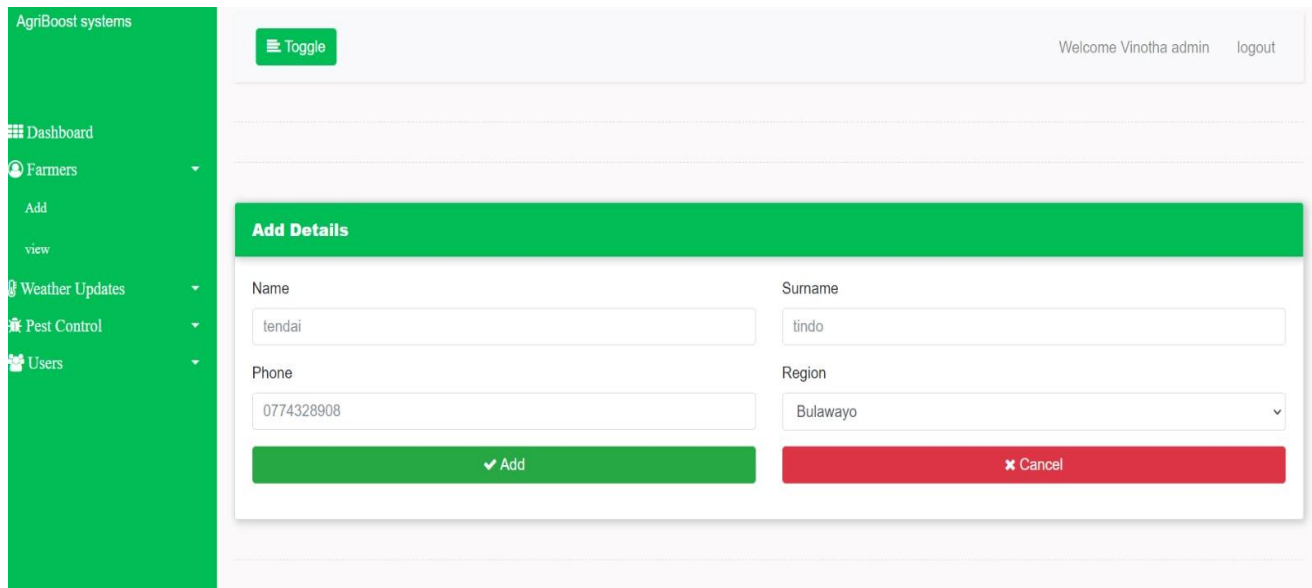 AgriBoost systems
Toggle
Welcome Vinotha admin logout
Dashboard
Farmers
Add
view
Weather Updates
Pest Control
Users
Add Details
Name Surname
tendai tindo
Phone Region
0774328908 Bulawayo
Add Cancel